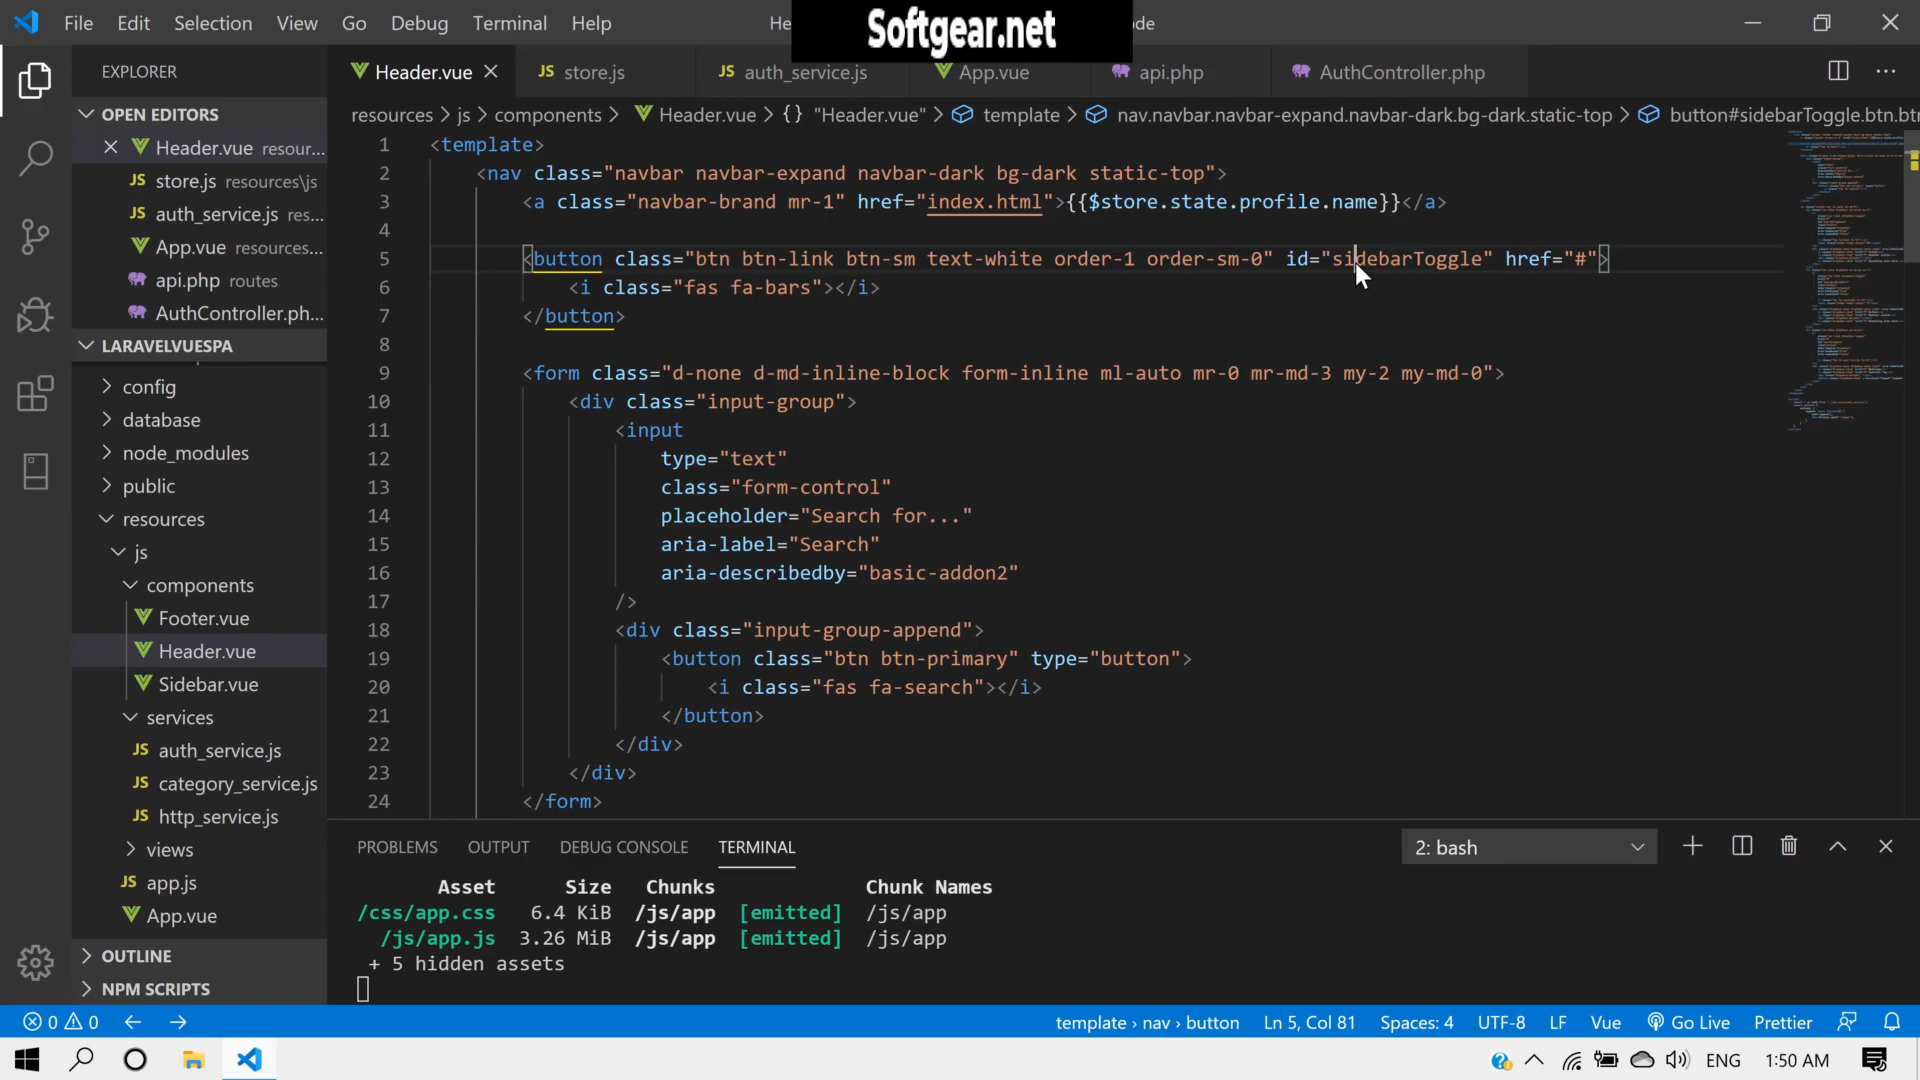 File Edit Selection View Go Debug Terminal Help
He
Softgear.net
de
EXPLORER
OPEN EDITORS
Header.vue resour...
JS store.js resources\js
JS auth_service.js res...
App.vue resources...
api.php routes
AuthController.ph...
LARAVELVUESPA
config
database
node_modules
public
resources
js
components
Footer.vue
Header.vue
Sidebar.vue
services
JS auth_service.js
JS category_service.js
JS http_service.js
views
JS app.js
App.vue
OUTLINE
NPM SCRIPTS
Header.vue JS store.js JS auth_service.js App.vue api.php AuthController.php
resources > js > components > Header.vue > {} "Header.vue" > template > nav.navbar.navbar-expand.navbar-dark.bg-dark.static-top > button#sidebarToggle.btn.bt
1 <template>
2 <nav class="navbar navbar-expand navbar-dark bg-dark static-top">
3 <a class="navbar-brand mr-1" href="index.html">{{$store.state.profile.name}}</a>
4
5 <button class="btn btn-link btn-sm text-white order-1 order-sm-0" id="sidebarToggle" href="#">
6 <i class="fas fa-bars"></i>
7 </button>
8
9 <form class="d-none d-md-inline-block form-inline ml-auto mr-0 mr-md-3 my-2 my-md-0">
10 <div class="input-group">
11 <input
12 type="text"
13 class="form-control"
14 placeholder="Search for..."
15 aria-label="Search"
16 aria-describedby="basic-addon2"
17 />
18 <div class="input-group-append">
19 <button class="btn btn-primary" type="button">
20 <i class="fas fa-search"></i>
21 </button>
22 </div>
23 </div>
24 </form>
PROBLEMS OUTPUT DEBUG CONSOLE TERMINAL
2: bash
Asset Size Chunks Chunk Names
/css/app.css 6.4 KiB /js/app [emitted] /js/app
/js/app.js 3.26 MiB /js/app [emitted] /js/app
+ 5 hidden assets
0 0 template › nav › button Ln 5, Col 81 Spaces: 4 UTF-8 LF Vue Go Live Prettier
ENG 1:50 AM